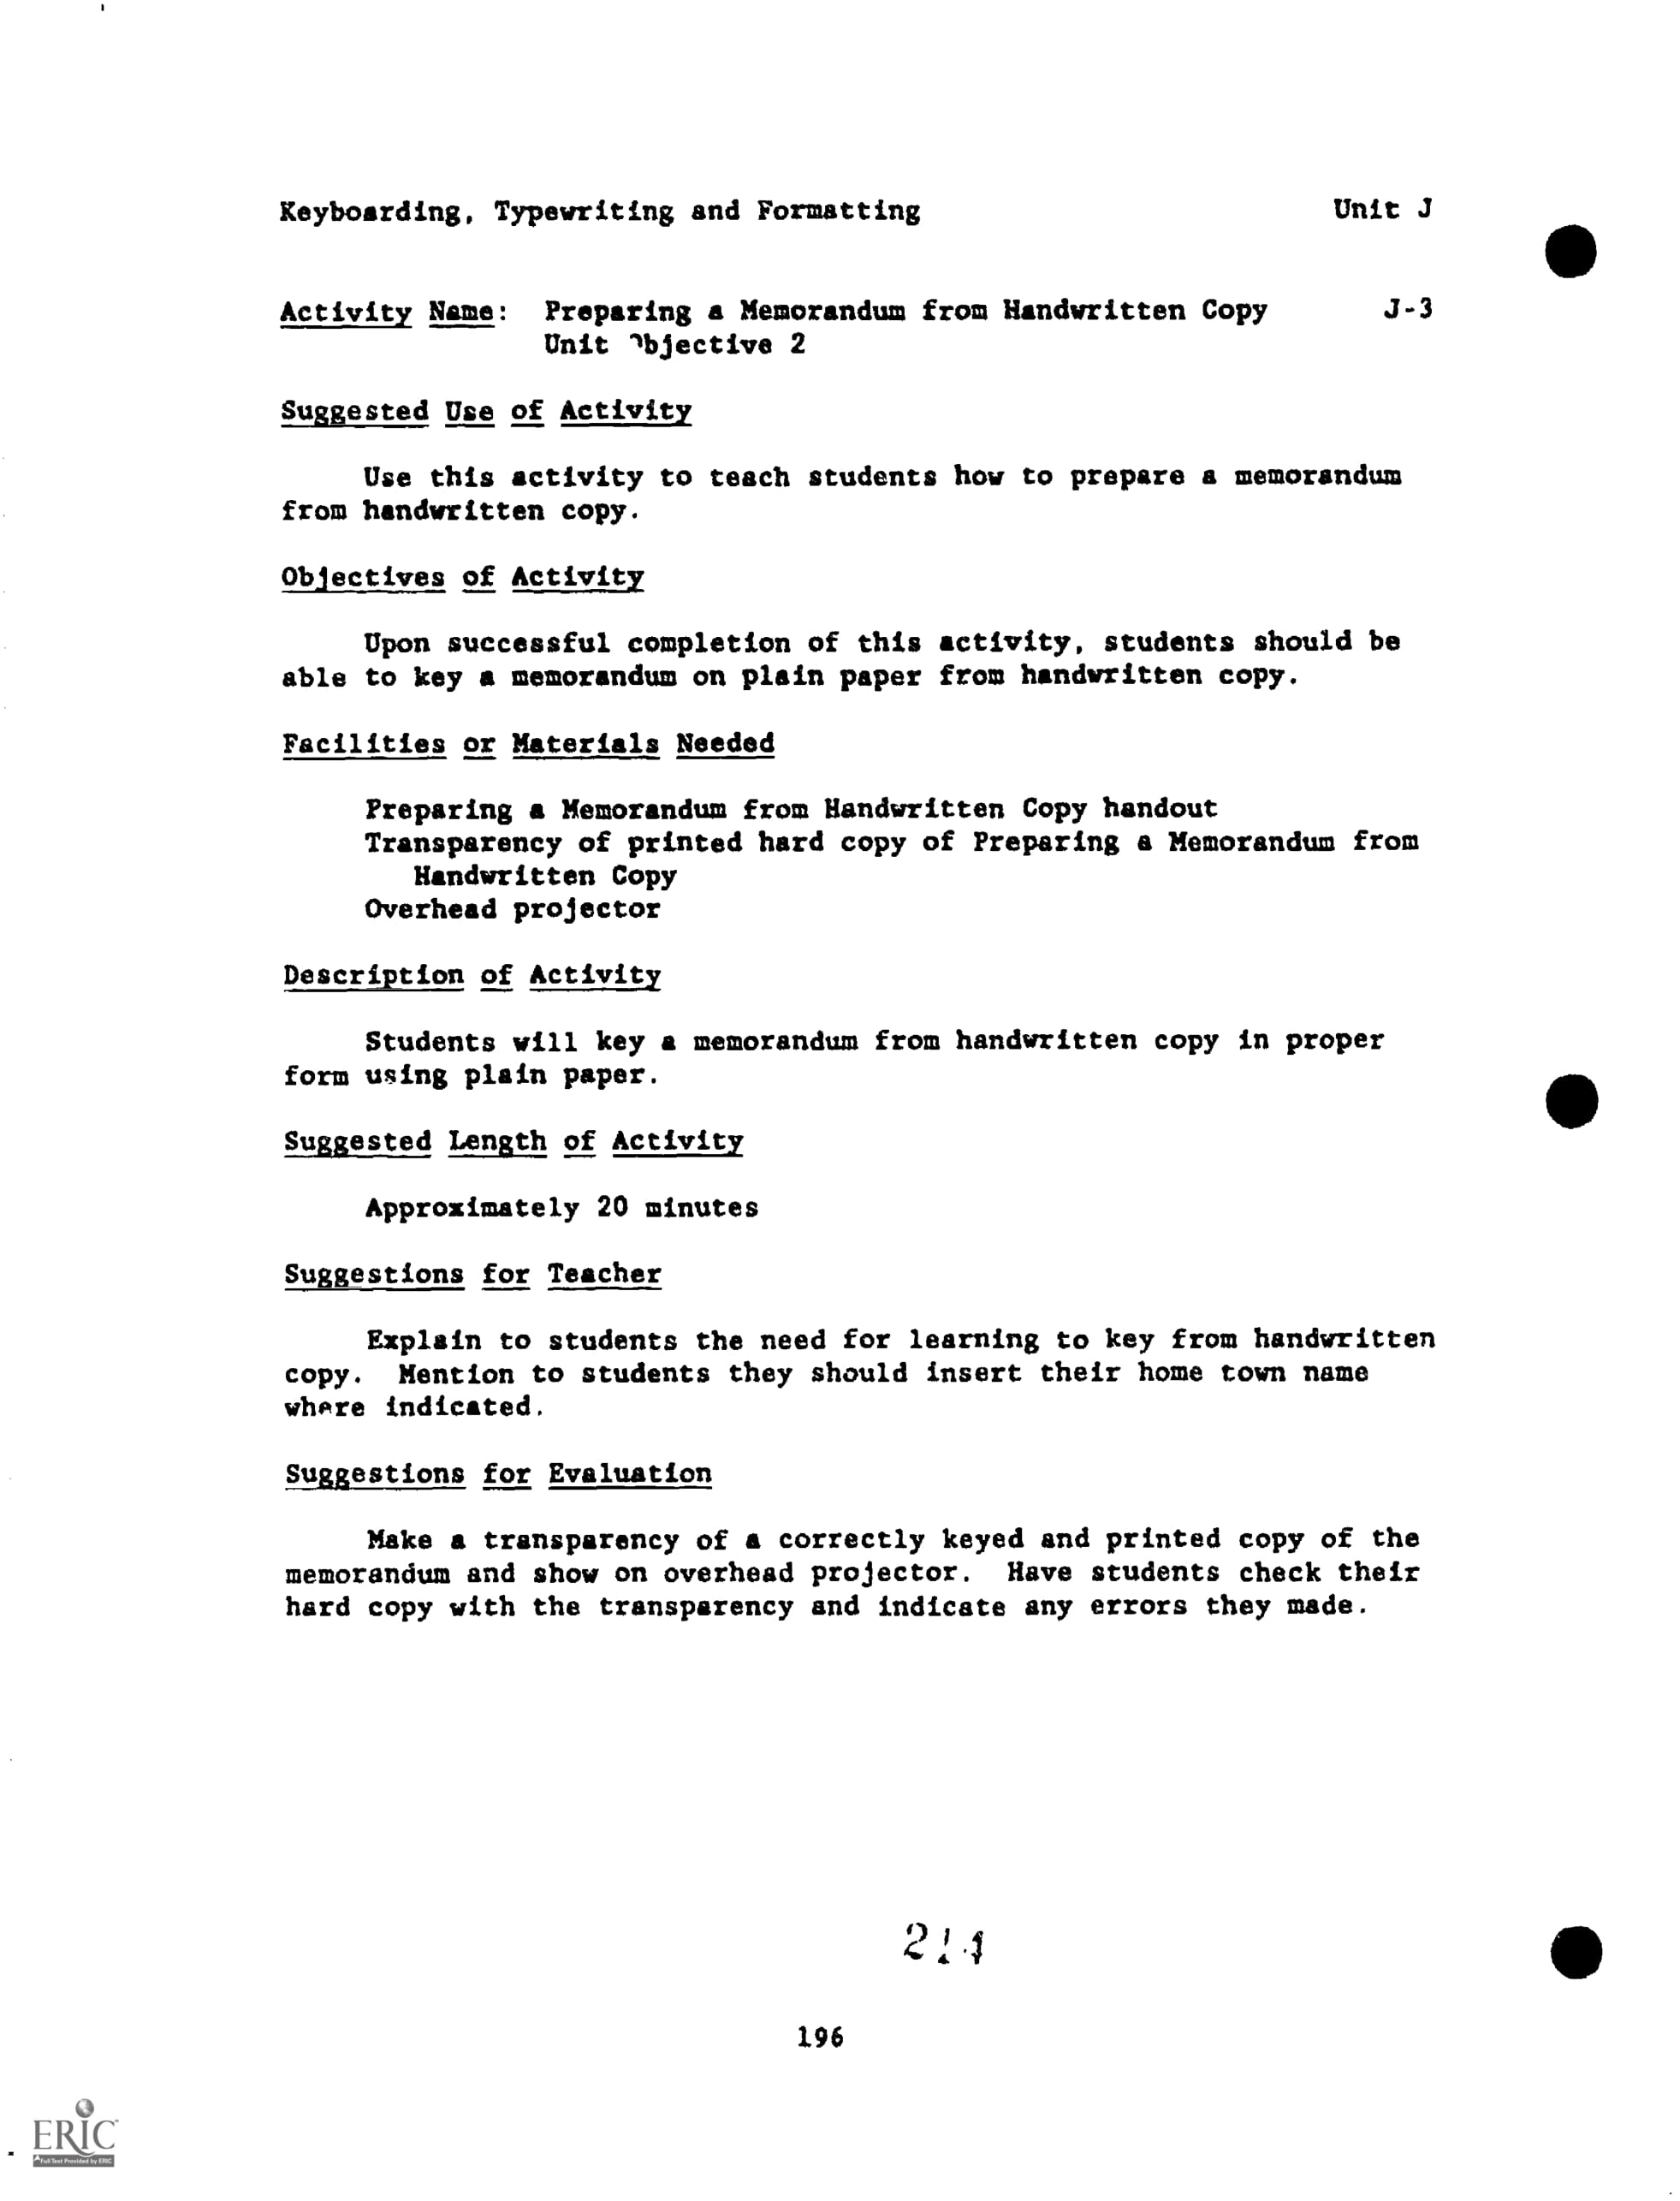 Keyboarding, Typewriting and Formatting Unit J
Activity Name: Preparing a Memorandum from Handwritten Copy J-3
Unit Objective 2
Suggested Use of Activity
Use this activity to teach students how to prepare a memorandum
from handwritten copy.
Objectives of Activity
Upon successful completion of this activity, students should be
able to key a memorandum on plain paper from handwritten copy.
Facilities or Materials Needed
Preparing a Memorandum from Handwritten Copy handout
Transparency of printed hard copy of Preparing a Memorandum from
Handwritten Copy
Overhead projector
Description of Activity
Students will key a memorandum from handwritten copy in proper
form using plain paper.
Suggested Length of Activity
Approximately 20 minutes
Suggestions for Teacher
Explain to students the need for learning to key from handwritten
copy. Mention to students they should insert their home town name
where indicated.
Suggestions for Evaluation
Make a transparency of a correctly keyed and printed copy of the
memorandum and show on overhead projector. Have students check their
hard copy with the transparency and indicate any errors they made.
214
196
ERIC
Full Text Provided by ERIC